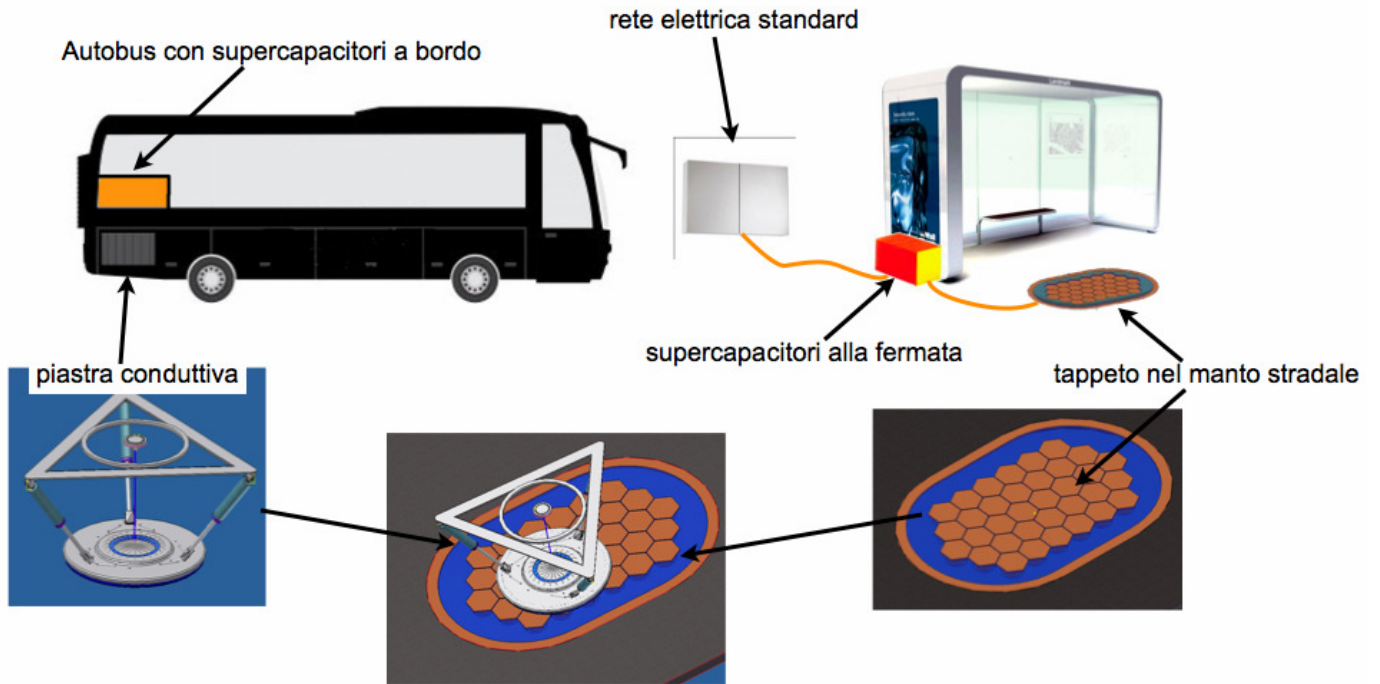 rete elettrica standard
Autobus con supercapacitori a bordo
supercapacitori alla fermata
piastra conduttiva
tappeto nel manto stradale